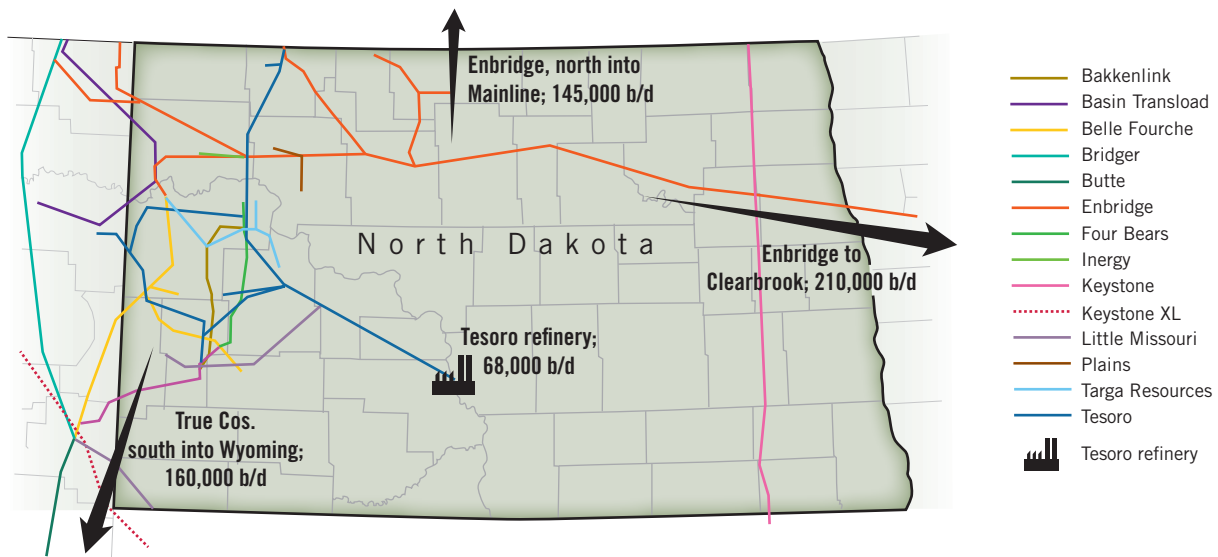 Enbridge, north into
Mainline; 145,000 b/d
North Dakota
Enbridge to
Clearbrook; 210,000 b/d
Tesoro refinery;
68,000 b/d
True Cos.
south into Wyoming;
160,000 b/d
Bakkenlink
Basin Transload
Belle Fourche
Bridger
Butte
Enbridge
Four Bears
Inergy
Keystone
Keystone XL
Little Missouri
Plains
Targa Resources
Tesoro
Tesoro refinery